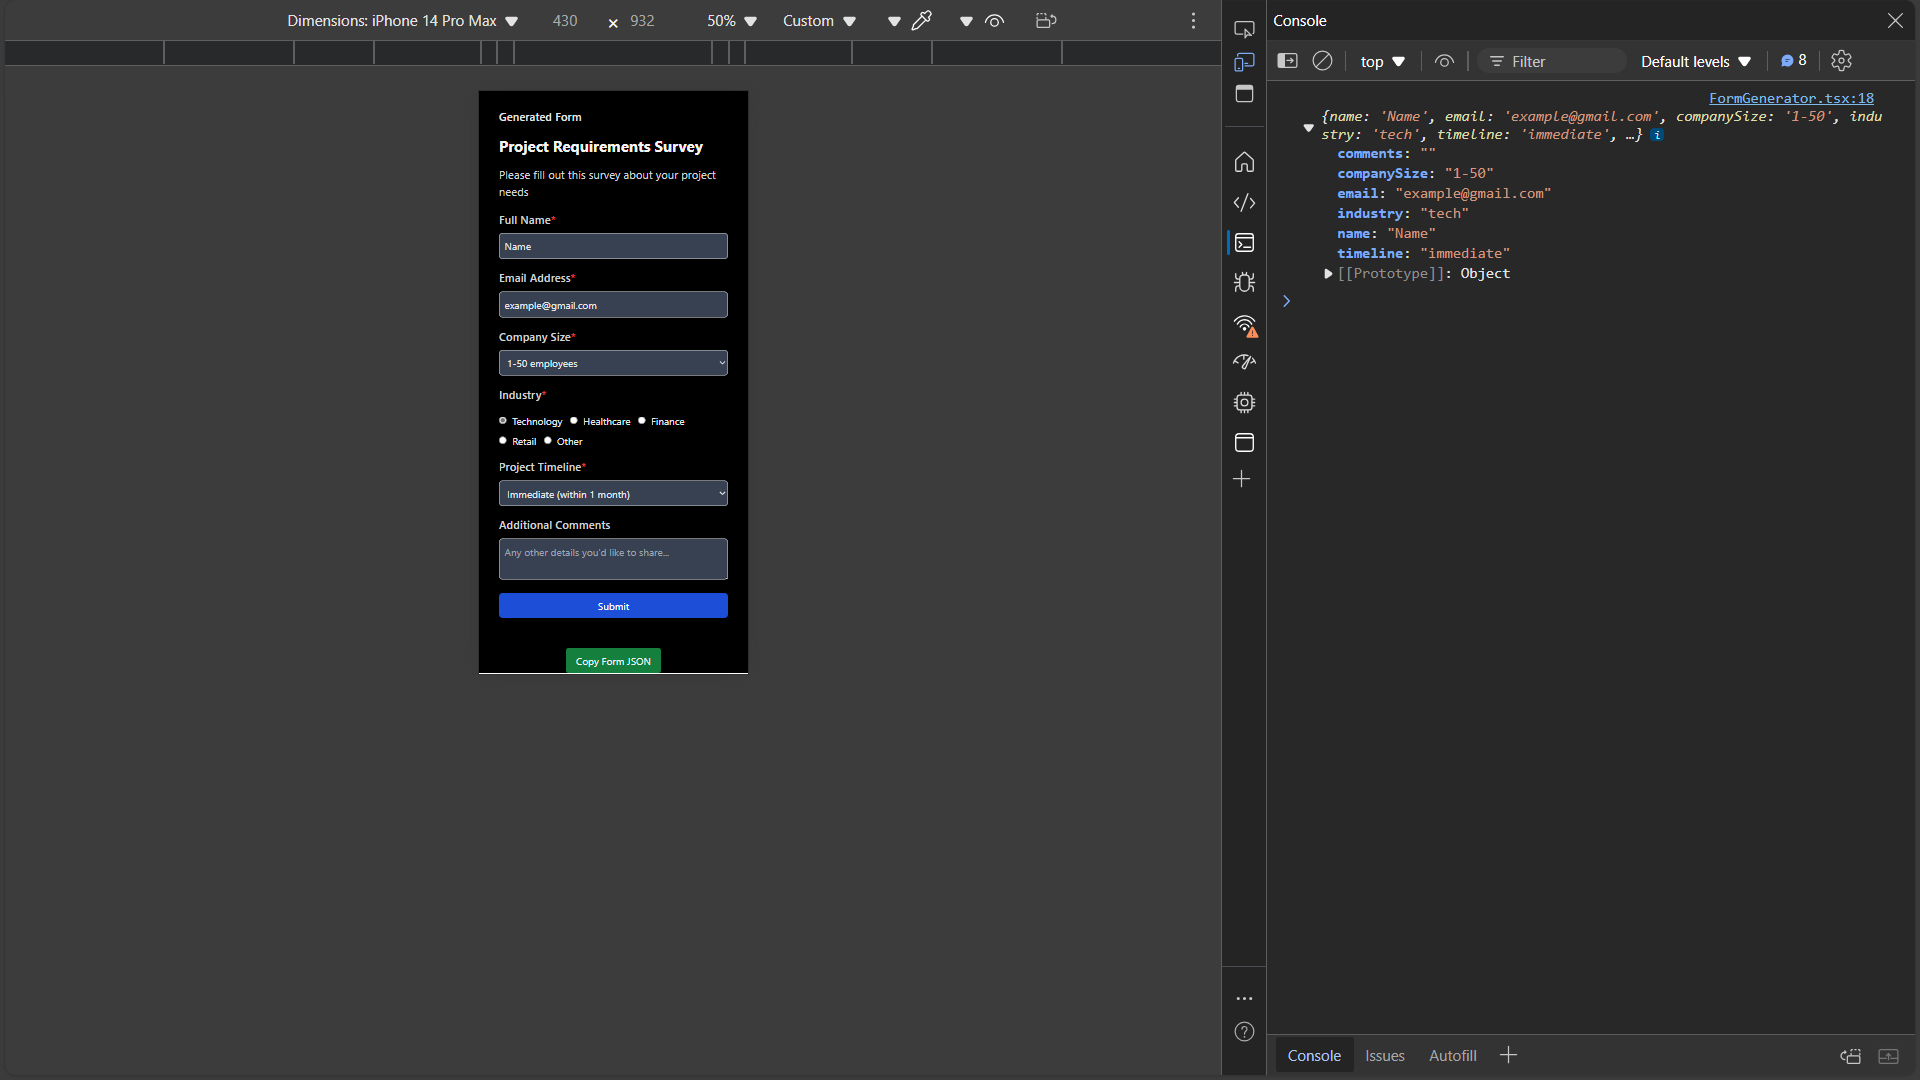 Dimensions: iPhone 14 Pro Max 430 × 932 50% Custom
Generated Form
Project Requirements Survey
Please fill out this survey about your project
needs
Full Name*
Name
Email Address*
example@gmail.com
Company Size*
1-50 employees
Industry*
Technology Healthcare Finance
Retail Other
Project Timeline*
Immediate (within 1 month)
Additional Comments
Any other details you'd like to share...
Submit
Copy Form JSON
Console
top Filter Default levels 8
FormGenerator.tsx:18
{name: 'Name', email: 'example@gmail.com', companySize: '1-50', indu
stry: 'tech', timeline: 'immediate', …} i
comments: ""
companySize: "1-50"
email: "example@gmail.com"
industry: "tech"
name: "Name"
timeline: "immediate"
[[Prototype]]: Object
Console Issues Autofill